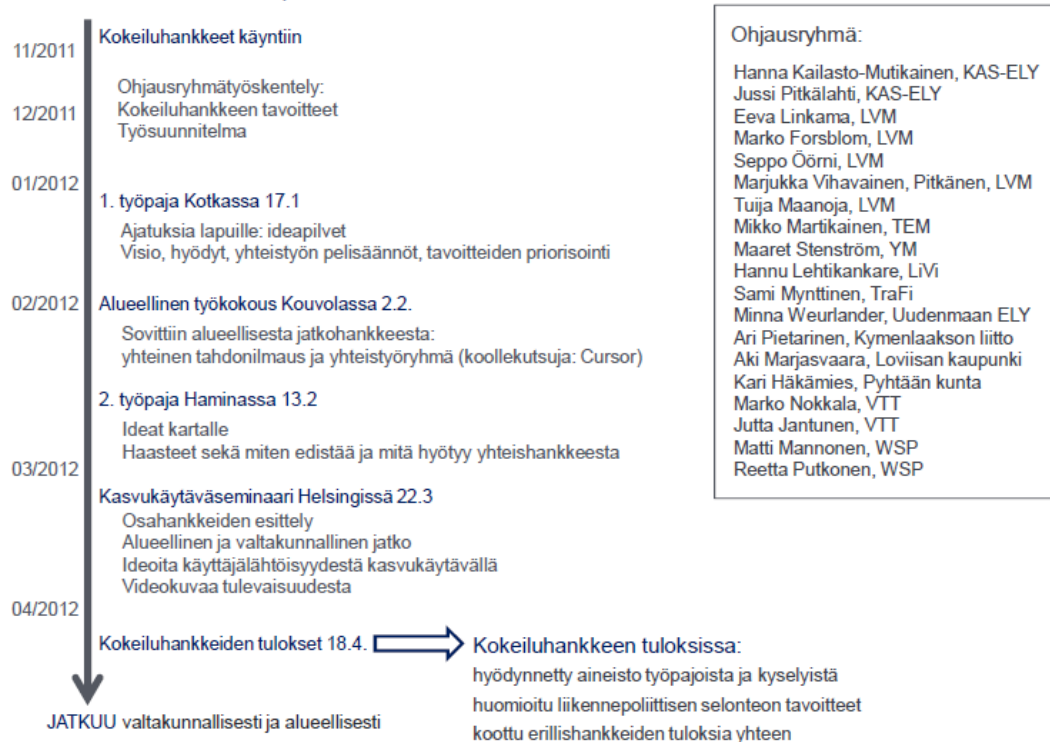 11/2011
Kokeiluhankkeet käyntiin
Ohjausryhmätyöskentely:
12/2011
Kokeiluhankkeen tavoitteet
Työsuunnitelma
01/2012
1. työpaja Kotkassa 17.1
Ajatuksia lapuille: ideapilvet
Visio, hyödyt, yhteistyön pelisäännöt, tavoitteiden priorisointi
02/2012
Alueellinen työkokous Kouvolassa 2.2.
Sovittiin alueellisesta jatkohankkeesta:
yhteinen tahdonilmaus ja yhteistyöryhmä (koollekutsuja: Cursor)
2. työpaja Haminassa 13.2
Ideat kartalle
Haasteet sekä miten edistää ja mitä hyötyy yhteishankkeesta
03/2012
Kasvukäytäväseminaari Helsingissä 22.3
Osahankkeiden esittely
Alueellinen ja valtakunnallinen jatko
Ideoita käyttäjälähtöisyydestä kasvukäytävällä
Videokuvaa tulevaisuudesta
04/2012
Kokeiluhankkeiden tulokset 18.4.
Kokeiluhankkeen tuloksissa:
hyödynnetty aineisto työpajoista ja kyselyistä
huomioitu liikennepoliittisen selonteon tavoitteet
koottu erillishankkeiden tuloksia yhteen
JATKUU valtakunnallisesti ja alueellisesti
Ohjausryhmä:
Hanna Kailasto-Mutikainen, KAS-ELY
Jussi Pitkälahti, KAS-ELY
Eeva Linkama, LVM
Marko Forsblom, LVM
Seppo Öörni, LVM
Marjukka Vihavainen, Pitkänen, LVM
Tuija Maanoja, LVM
Mikko Martikainen, TEM
Maaret Stenström, YM
Hannu Lehtikankare, LiVi
Sami Mynttinen, TraFi
Minna Weurlander, Uudenmaan ELY
Ari Pietarinen, Kymenlaakson liitto
Aki Marjasvaara, Loviisan kaupunki
Kari Häkämies, Pyhtään kunta
Marko Nokkala, VTT
Jutta Jantunen, VTT
Matti Mannonen, WSP
Reetta Putkonen, WSP